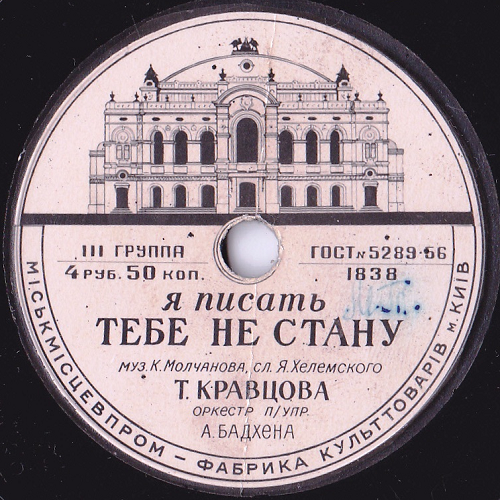 III ГРУППА
4 РУБ. 50 КОП.
ГОСТ N 5289-56
1838
Я ПИСАТЬ
ТЕБЕ НЕ СТАНУ
МУЗ. К. МОЛЧАНОВА, СЛ. Я. ХЕЛЕМСКОГО
Т. КРАВЦОВА
ОРКЕСТР П/УПР.
А. БАДХЕНА
МІСЬКМІСЦЕВПРОМ – ФАБРИКА КУЛЬТТОВАРІВ М. КИЇВ